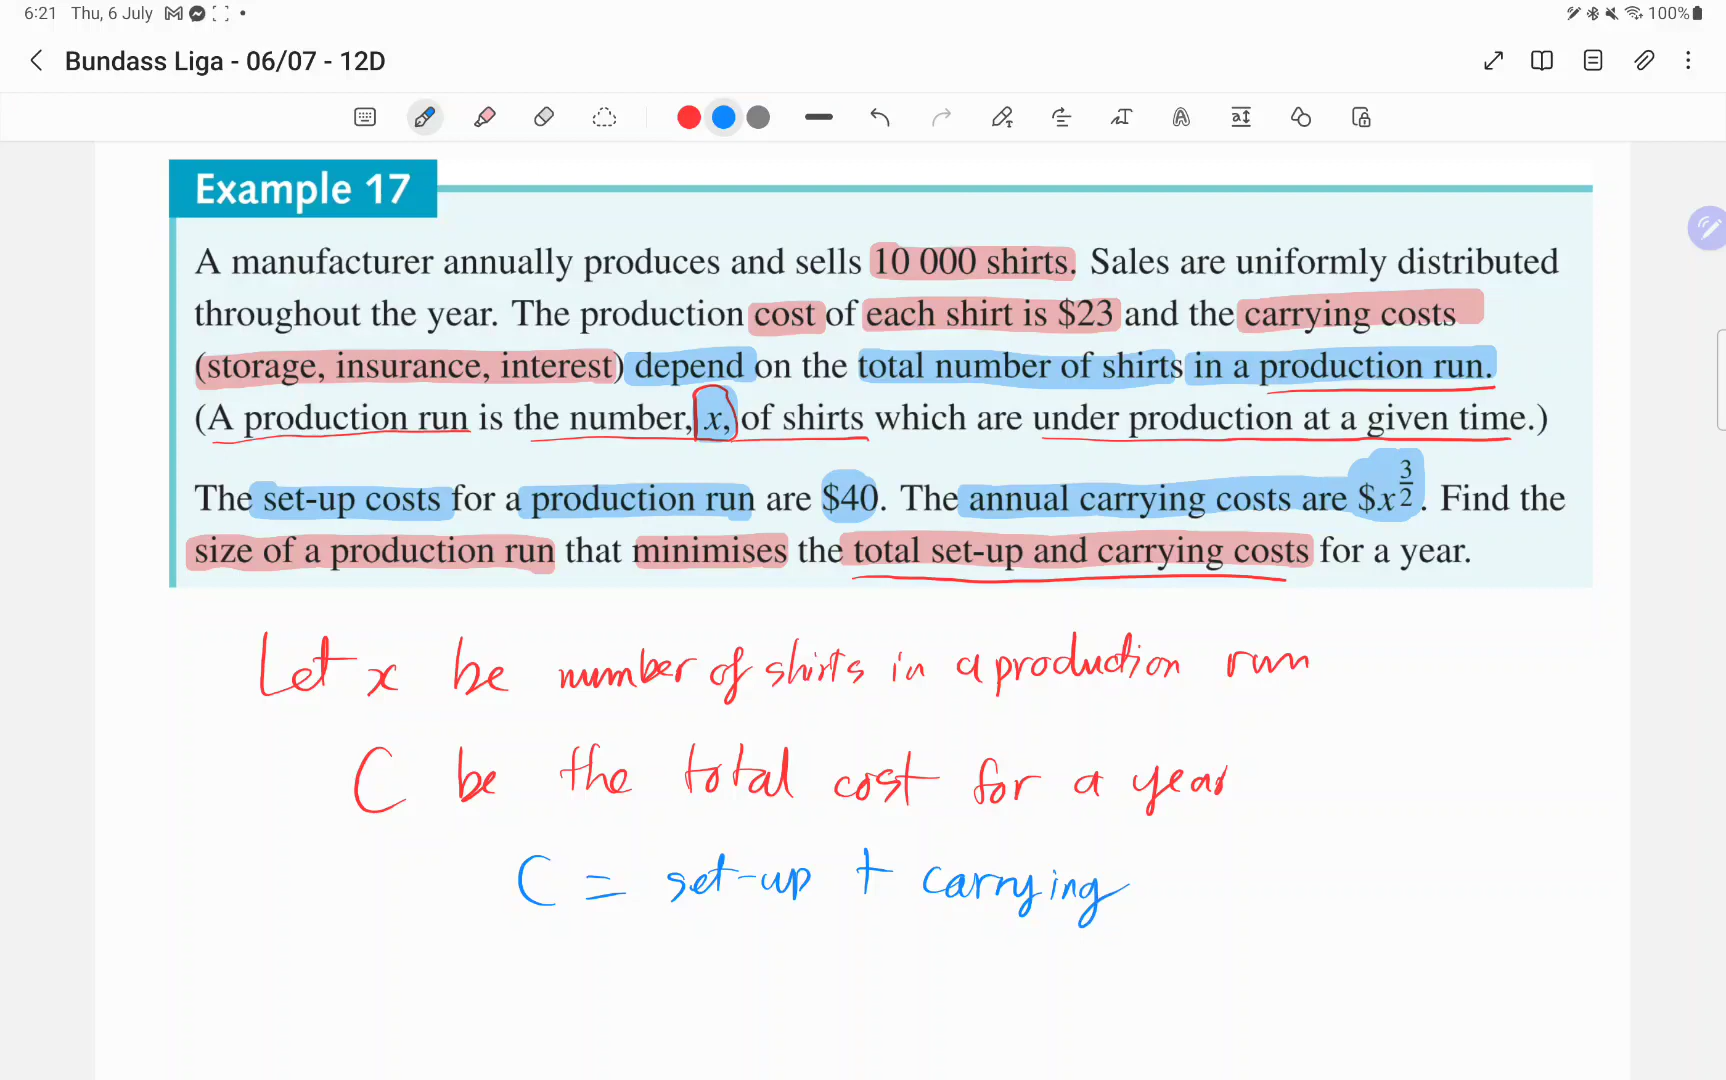 6:21 Thu, 6 July 100%
Bundass Liga - 06/07 - 12D
Example 17
A manufacturer annually produces and sells 10 000 shirts. Sales are uniformly distributed
throughout the year. The production cost of each shirt is $23 and the carrying costs
(storage, insurance, interest) depend on the total number of shirts in a production run.
(A production run is the number, x, of shirts which are under production at a given time.)
The set-up costs for a production run are $40. The annual carrying costs are $x^{3/2}. Find the
size of a production run that minimises the total set-up and carrying costs for a year.
Let x be number of shirts in a production run
C be the total cost for a year
C = set-up + carrying